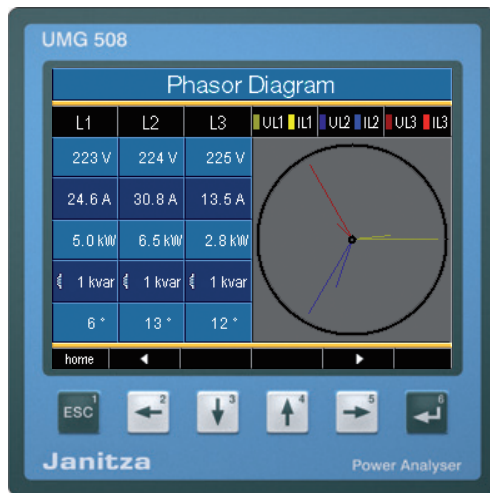 UMG 508
Phasor Diagram
L1 L2 L3 UL1 IL1 UL2 IL2 UL3 IL3
223 V 224 V 225 V
24.6 A 30.8 A 13.5 A
5.0 kW 6.5 kW 2.8 kW
1 kvar 1 kvar 1 kvar
6 ° 13 ° 12 °
home
ESC 1 2 3 4 5 6
Janitza Power Analyser